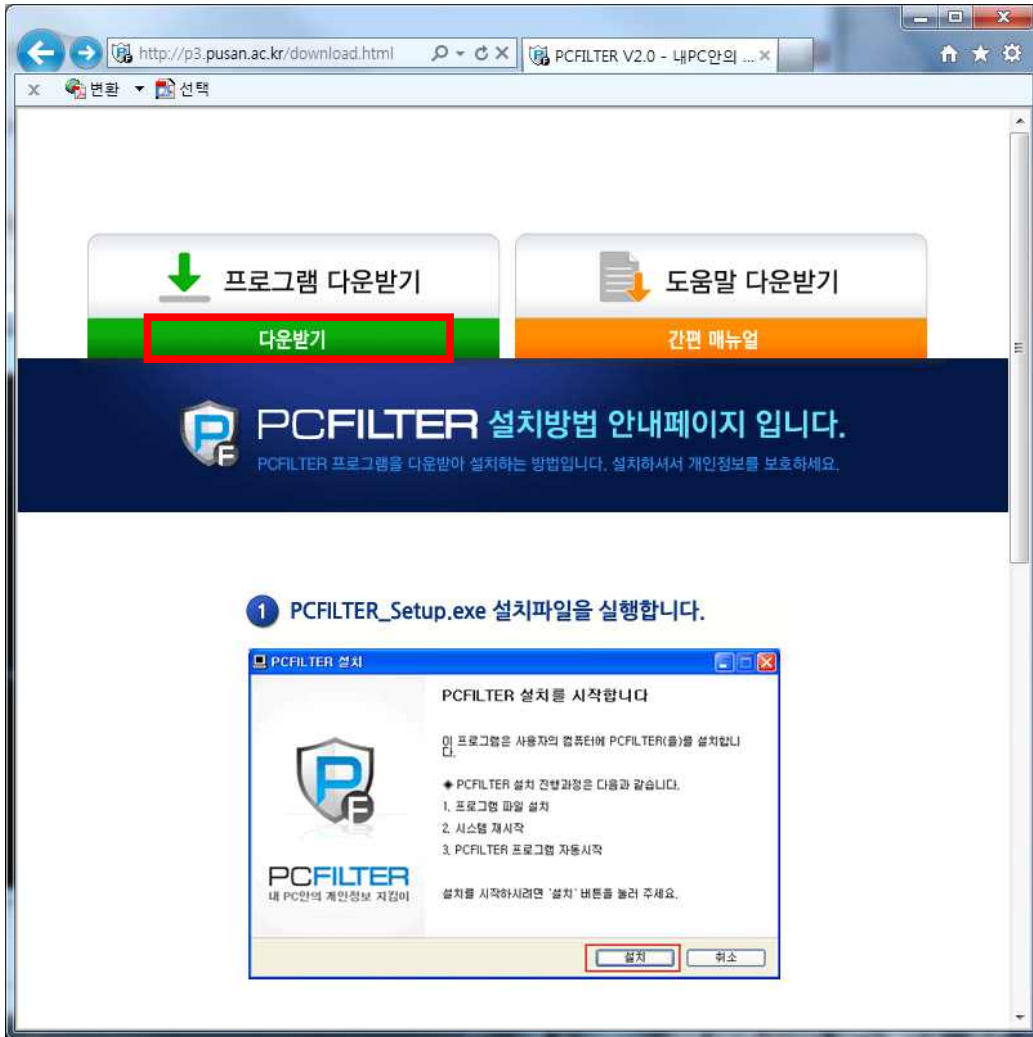 http://p3.pusan.ac.kr/download.html
PCFILTER V2.0 - 내PC안의 ...
x 변환 선택
프로그램 다운받기
도움말 다운받기
다운받기
간편 매뉴얼
PCFILTER 설치방법 안내페이지 입니다.
PCFILTER 프로그램을 다운받아 설치하는 방법입니다. 설치하셔서 개인정보를 보호하세요.
1 PCFILTER_Setup.exe 설치파일을 실행합니다.
PCFILTER 설치
PCFILTER 설치를 시작합니다
이 프로그램은 사용자의 컴퓨터에 PCFILTER(을)를 설치합니
다.
◆ PCFILTER 설치 진행과정은 다음과 같습니다.
1. 프로그램 파일 설치
2. 시스템 재시작
3. PCFILTER 프로그램 자동시작
PCFILTER
내 PC안의 개인정보 지킴이
설치를 시작하시려면 '설치' 버튼을 눌러 주세요.
설치
취소